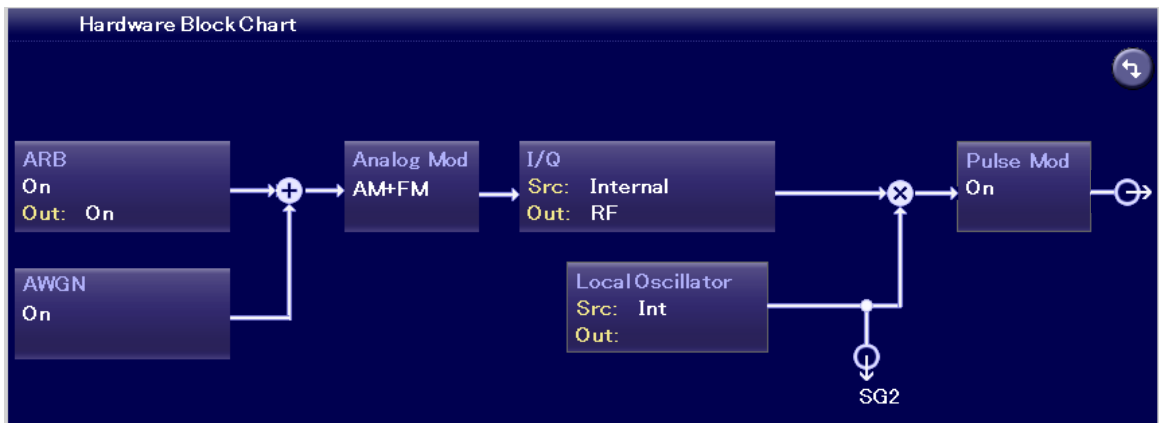 Hardware Block Chart
ARB
On
Out: On
Analog Mod
AM+FM
I/Q
Src: Internal
Out: RF
Pulse Mod
On
AWGN
On
Local Oscillator
Src: Int
Out:
SG2